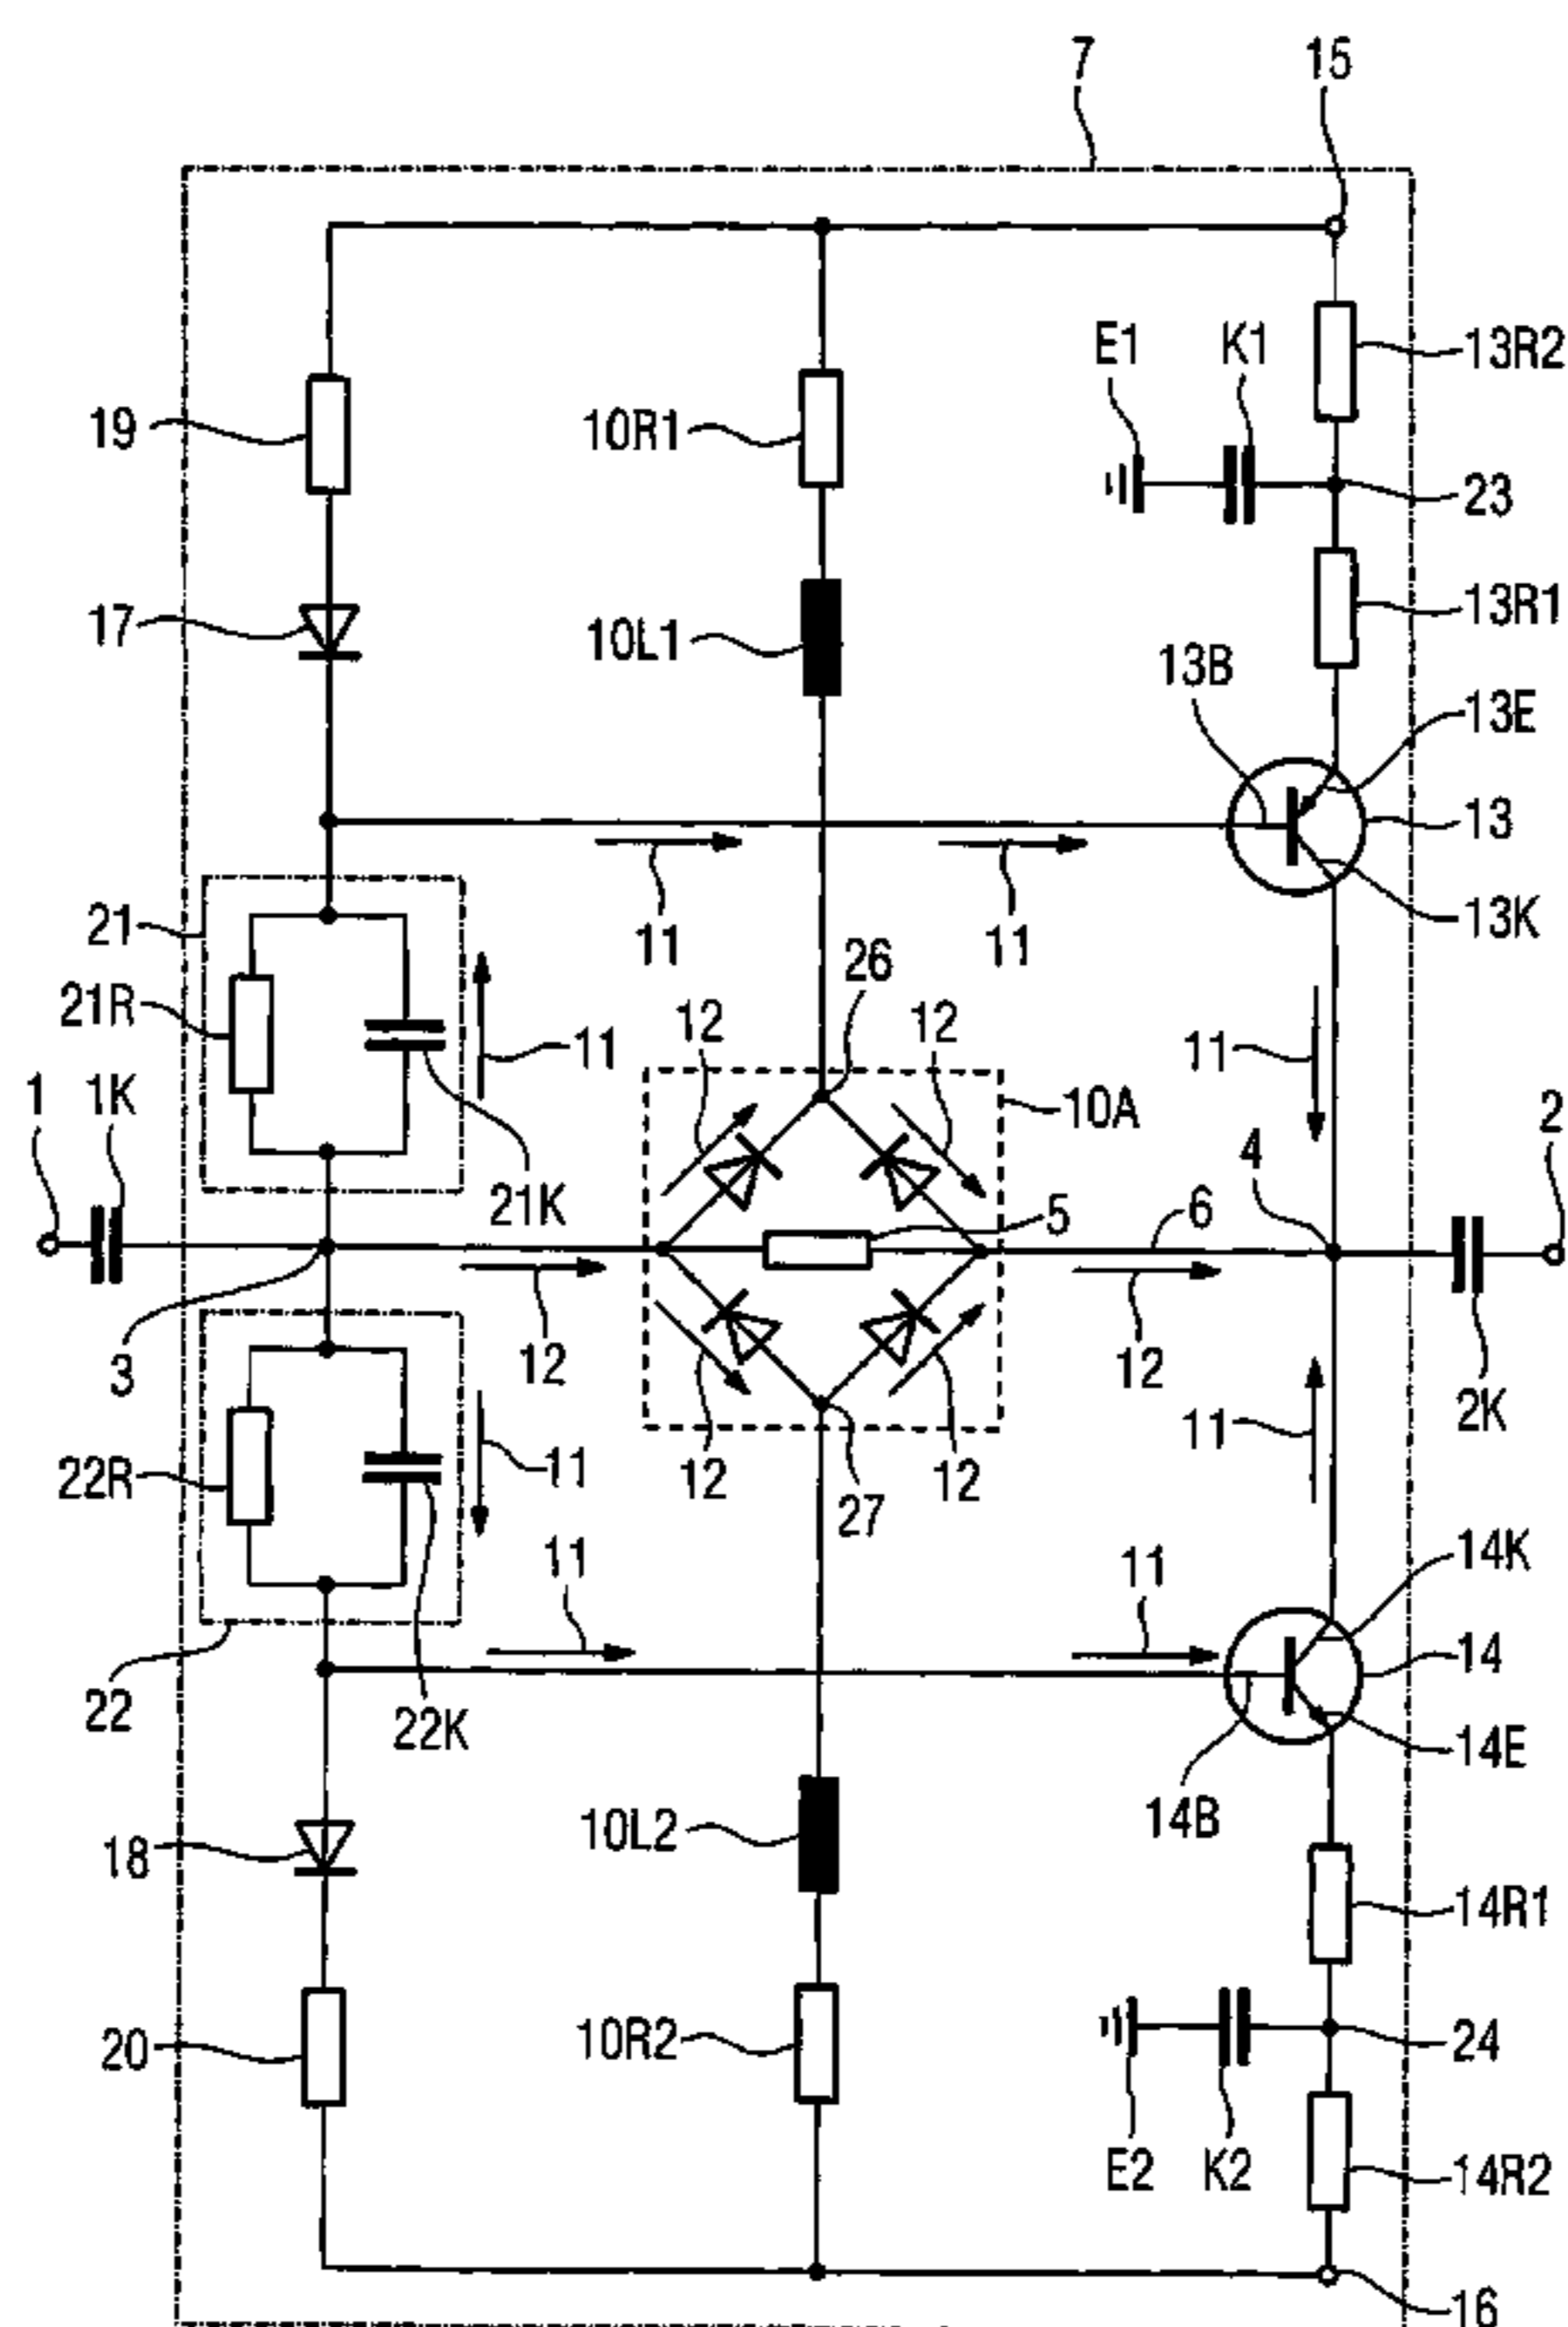 7 15
E1 K1 13R2
19 10R1 23
17 10L1 13R1
13B 13E
13
21 11 11 13K
26
21R 12 12 11
1 1K 11 10A 2
4
21K 5 6
3 12 12 2K
22R 11 12 12 11
27
11 11 14K
22 22K 14
14E
18 10L2 14B
14R1
20 10R2 24
E2 K2 14R2
16